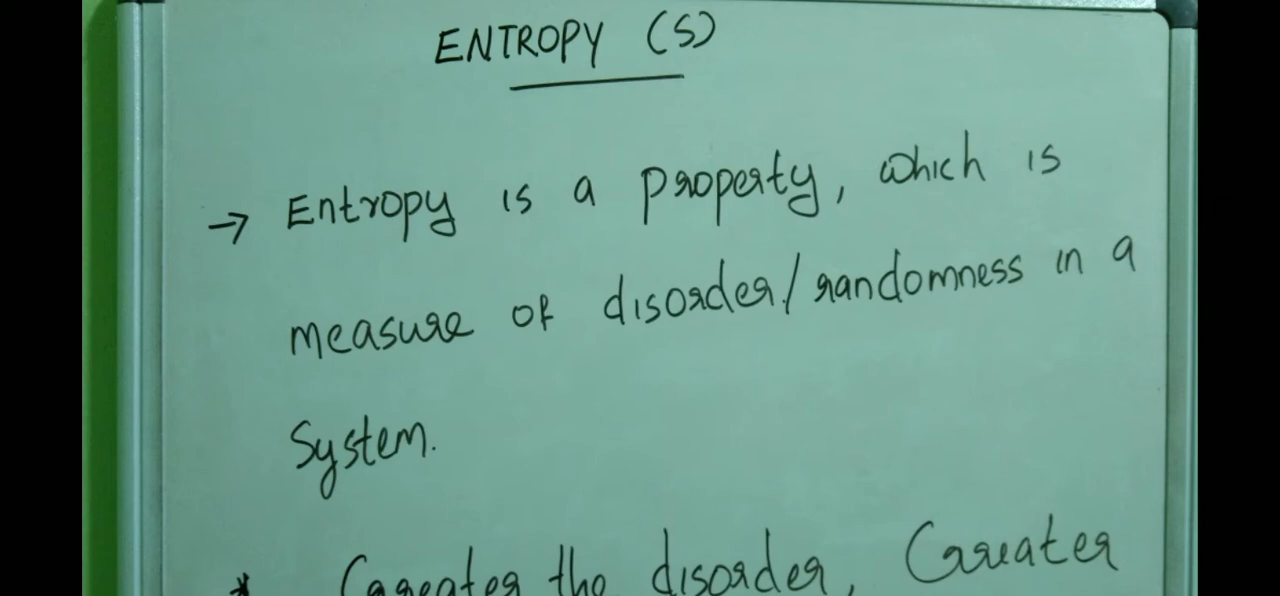 ENTROPY (S)
→ Entropy is a property, which is
measure of disorder/randomness in a
System.
* Greater the disorder, Greater